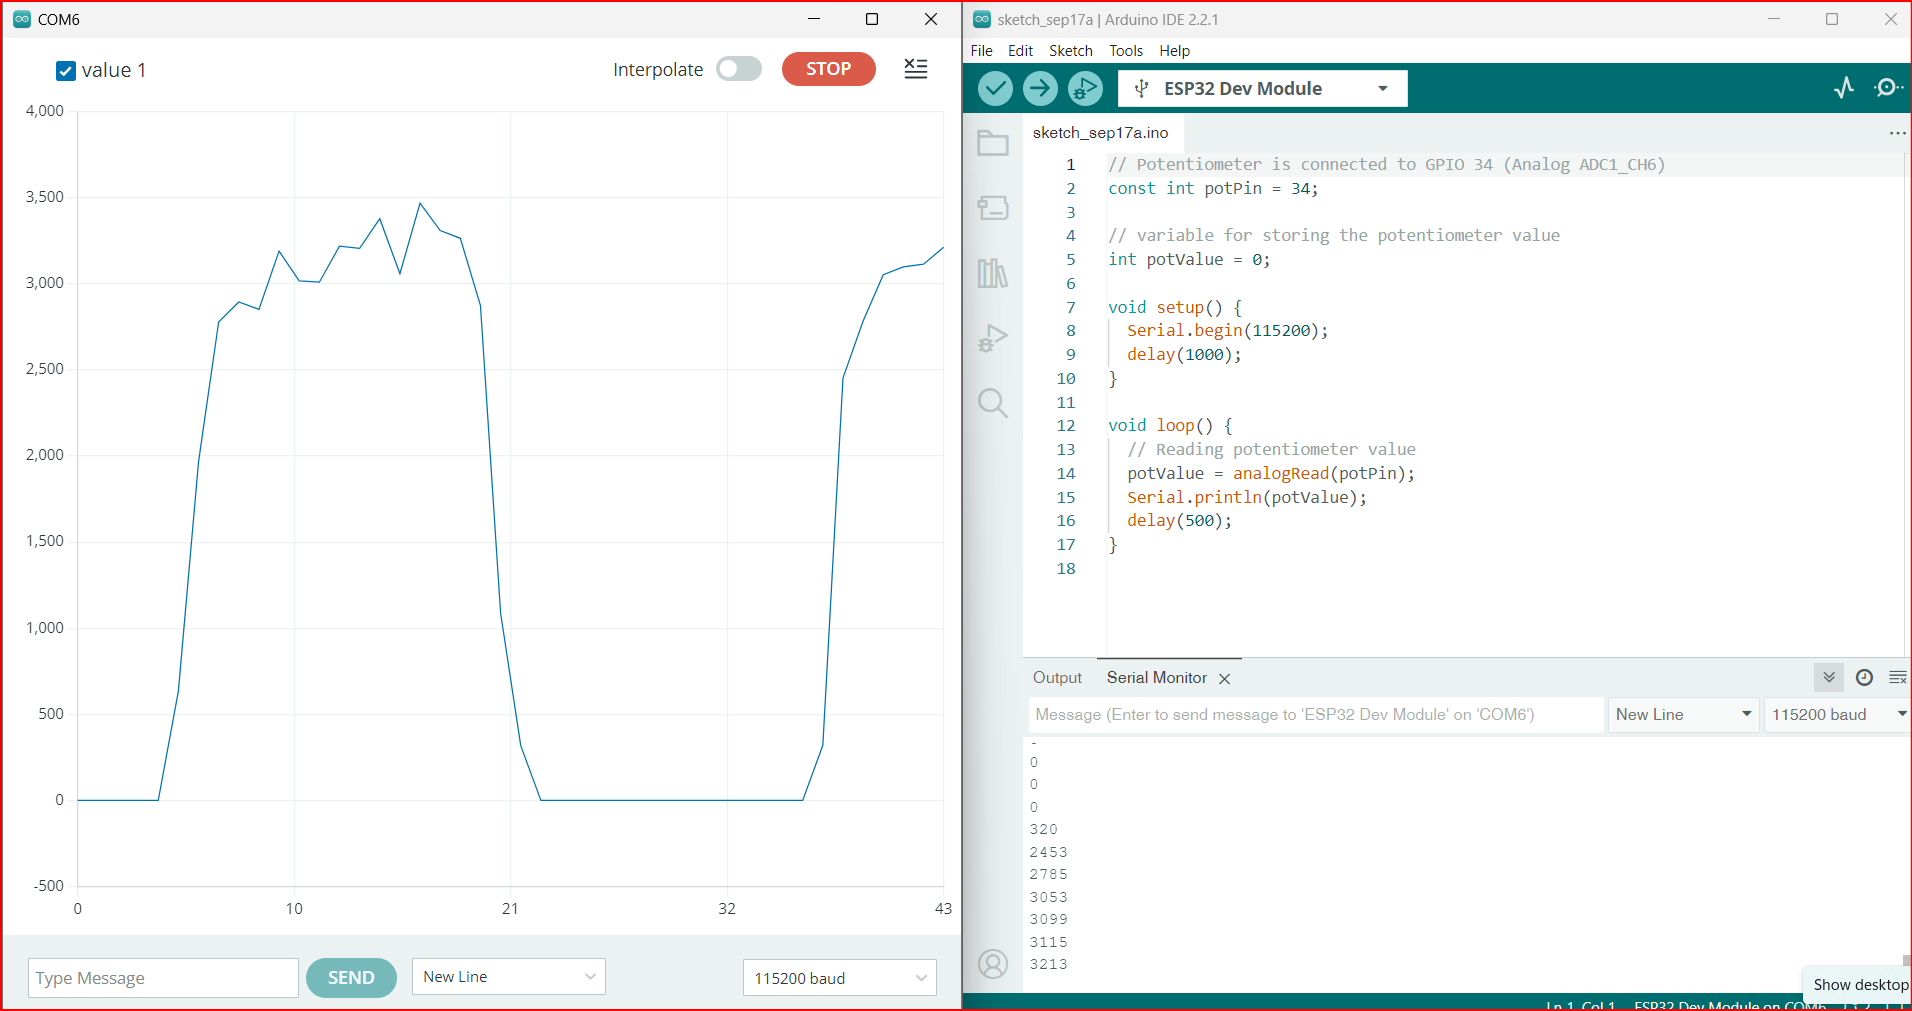 COM6
value 1
Interpolate
STOP
4,000
3,500
3,000
2,500
2,000
1,500
1,000
500
0
-500
0 10 21 32 43
Type Message
SEND
New Line
115200 baud
sketch_sep17a | Arduino IDE 2.2.1
File Edit Sketch Tools Help
ESP32 Dev Module
sketch_sep17a.ino
1 // Potentiometer is connected to GPIO 34 (Analog ADC1_CH6)
2 const int potPin = 34;
3
4 // variable for storing the potentiometer value
5 int potValue = 0;
6
7 void setup() {
8 Serial.begin(115200);
9 delay(1000);
10 }
11
12 void loop() {
13 // Reading potentiometer value
14 potValue = analogRead(potPin);
15 Serial.println(potValue);
16 delay(500);
17 }
18
Output Serial Monitor
Message (Enter to send message to 'ESP32 Dev Module' on 'COM6')
New Line
115200 baud
0
0
0
320
2453
2785
3053
3099
3115
3213
Show desktop
Ln 1, Col 1 ESP32 Dev Module on COM6